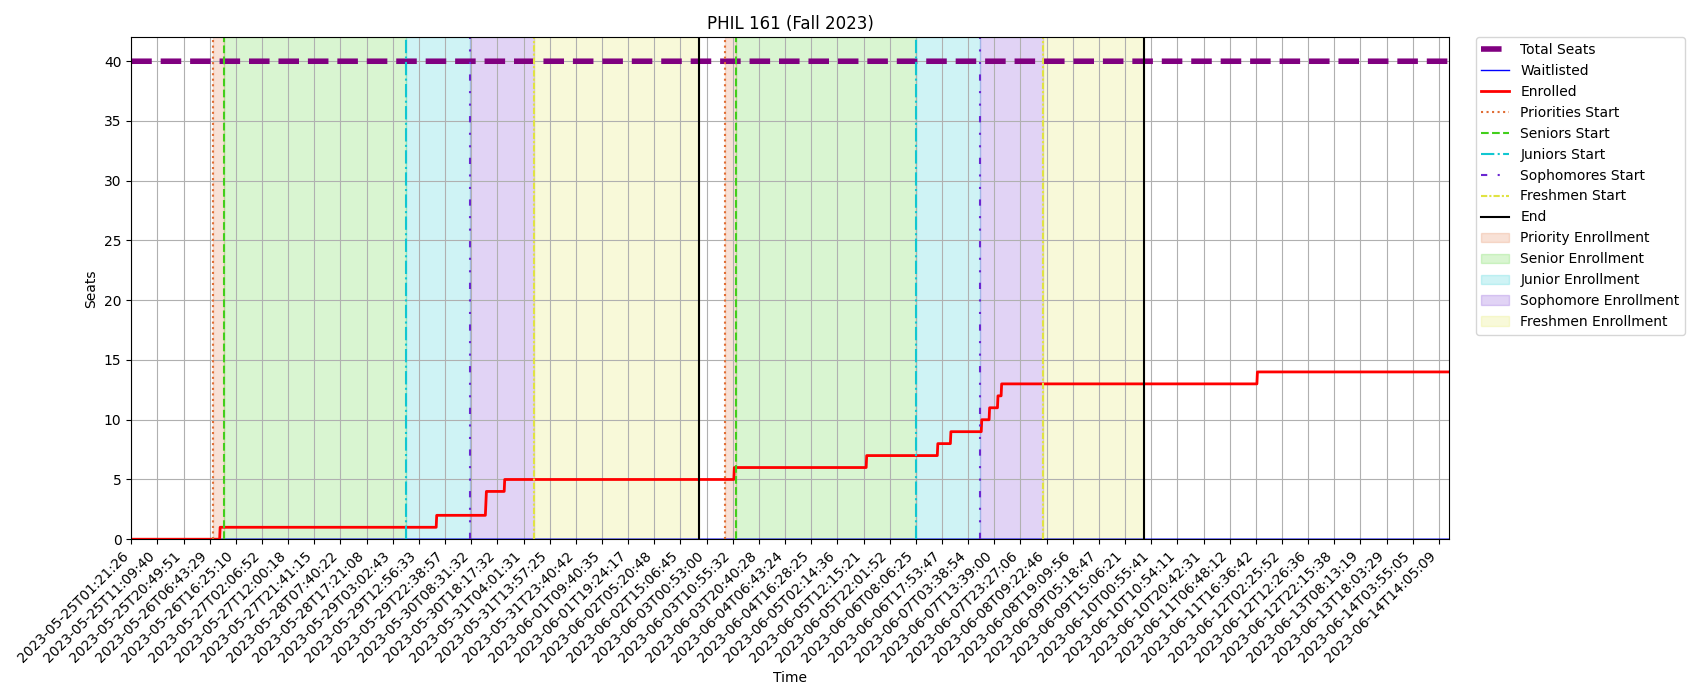 PHIL 161 (Fall 2023)
Total Seats
Waitlisted
Enrolled
Priorities Start
Seniors Start
Juniors Start
Sophomores Start
Freshmen Start
End
Priority Enrollment
Senior Enrollment
Junior Enrollment
Sophomore Enrollment
Freshmen Enrollment
Seats
40
35
30
25
20
15
10
5
0
2023-05-25T01:21:26
2023-05-25T11:09:40
2023-05-25T20:49:51
2023-05-26T06:43:29
2023-05-26T16:25:10
2023-05-27T02:06:52
2023-05-27T12:00:18
2023-05-27T21:41:15
2023-05-28T07:40:22
2023-05-28T17:21:08
2023-05-29T03:02:43
2023-05-29T12:56:33
2023-05-29T22:38:57
2023-05-30T08:31:32
2023-05-30T18:17:32
2023-05-31T04:01:31
2023-05-31T13:57:25
2023-05-31T23:40:42
2023-06-01T09:40:35
2023-06-01T19:24:17
2023-06-02T05:20:48
2023-06-02T15:06:45
2023-06-03T00:53:00
2023-06-03T10:55:32
2023-06-03T20:40:28
2023-06-04T06:43:24
2023-06-04T16:28:25
2023-06-05T02:14:36
2023-06-05T12:15:21
2023-06-05T22:01:52
2023-06-06T08:06:25
2023-06-06T17:53:47
2023-06-07T03:38:54
2023-06-07T13:39:00
2023-06-07T23:27:06
2023-06-08T09:22:46
2023-06-08T19:09:56
2023-06-09T05:18:47
2023-06-09T15:06:21
2023-06-10T00:55:41
2023-06-10T10:54:11
2023-06-10T20:42:31
2023-06-11T06:48:12
2023-06-11T16:36:42
2023-06-12T02:25:52
2023-06-12T12:26:36
2023-06-12T22:15:38
2023-06-13T08:13:19
2023-06-13T18:03:29
2023-06-14T03:55:05
2023-06-14T14:05:09
Time